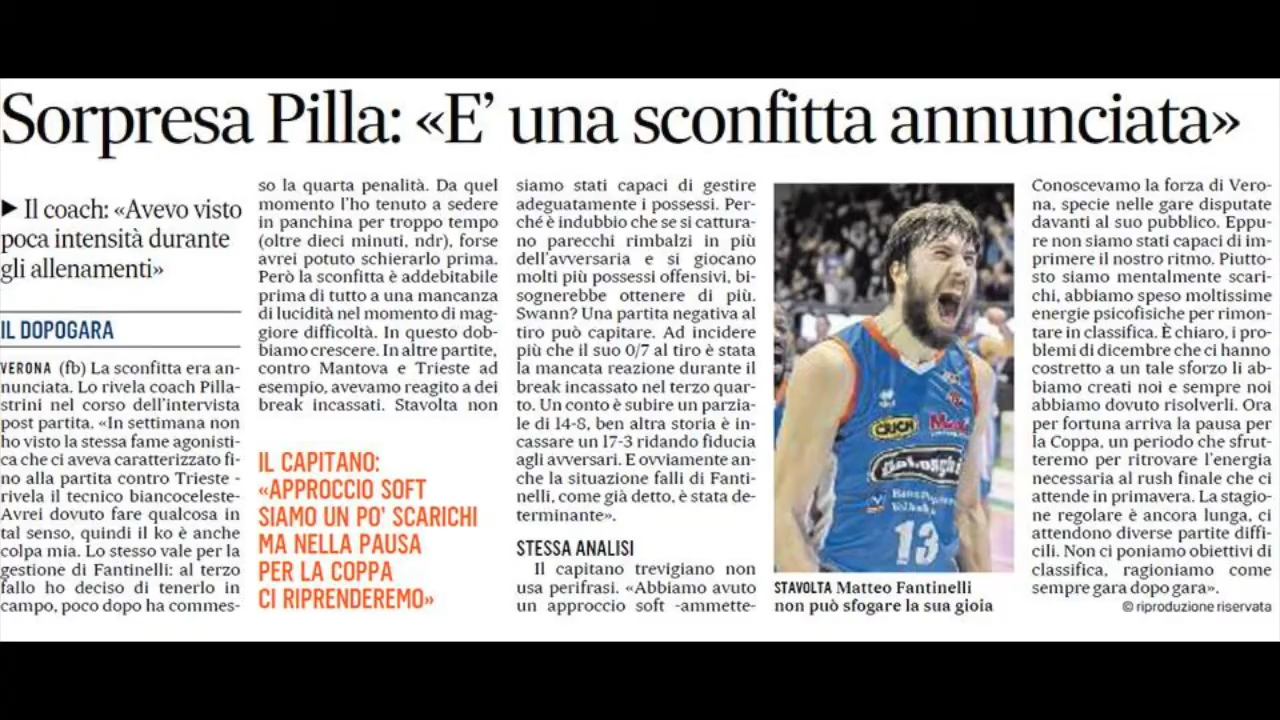 Sorpresa Pilla: «E’ una sconfitta annunciata»
▶ Il coach: «Avevo visto
poca intensità durante
gli allenamenti»
IL DOPOGARA
VERONA (fb) La sconfitta era an-
nunciata. Lo rivela coach Pilla-
strini nel corso dell'intervista
post partita. «In settimana non
ho visto la stessa fame agonisti-
ca che ci aveva caratterizzato fi-
no alla partita contro Trieste -
rivela il tecnico biancoceleste-
Avrei dovuto fare qualcosa in
tal senso, quindi il ko è anche
colpa mia. Lo stesso vale per la
gestione di Fantinelli: al terzo
fallo ho deciso di tenerlo in
campo, poco dopo ha commes-
so la quarta penalità. Da quel
momento l'ho tenuto a sedere
in panchina per troppo tempo
(oltre dieci minuti, ndr), forse
avrei potuto schierarlo prima.
Però la sconfitta è addebitabile
prima di tutto a una mancanza
di lucidità nel momento di mag-
giore difficoltà. In questo dob-
biamo crescere. In altre partite,
contro Mantova e Trieste ad
esempio, avevamo reagito a dei
break incassati. Stavolta non
IL CAPITANO:
«APPROCCIO SOFT
SIAMO UN PO' SCARICHI
MA NELLA PAUSA
PER LA COPPA
CI RIPRENDEREMO»
siamo stati capaci di gestire
adeguatamente i possessi. Per-
ché è indubbio che se si cattura-
no parecchi rimbalzi in più
dell'avversaria e si giocano
molti più possessi offensivi, bi-
sognerebbe ottenere di più.
Swann? Una partita negativa al
tiro può capitare. Ad incidere
più che il suo 0/7 al tiro è stata
la mancata reazione durante il
break incassato nel terzo quar-
to. Un conto è subire un parzia-
le di 14-8, ben altra storia è in-
cassare un 17-3 ridando fiducia
agli avversari. E ovviamente an-
che la situazione falli di Fanti-
nelli, come già detto, è stata de-
terminante».
STESSA ANALISI
Il capitano trevigiano non
usa perifrasi. «Abbiamo avuto
un approccio soft -ammette-
CRICH
DeLonghi
13
STAVOLTA Matteo Fantinelli
non può sfogare la sua gioia
Conoscevamo la forza di Vero-
na, specie nelle gare disputate
davanti al suo pubblico. Eppu-
re non siamo stati capaci di im-
primere il nostro ritmo. Piutto-
sto siamo mentalmente scari-
chi, abbiamo speso moltissime
energie psicofisiche per rimon-
tare in classifica. È chiaro, i pro-
blemi di dicembre che ci hanno
costretto a un tale sforzo li ab-
biamo creati noi e sempre noi
abbiamo dovuto risolverli. Ora
per fortuna arriva la pausa per
la Coppa, un periodo che sfrut-
teremo per ritrovare l'energia
necessaria al rush finale che ci
attende in primavera. La stagio-
ne regolare è ancora lunga, ci
attendono diverse partite diffi-
cili. Non ci poniamo obiettivi di
classifica, ragioniamo come
sempre gara dopo gara».
© riproduzione riservata